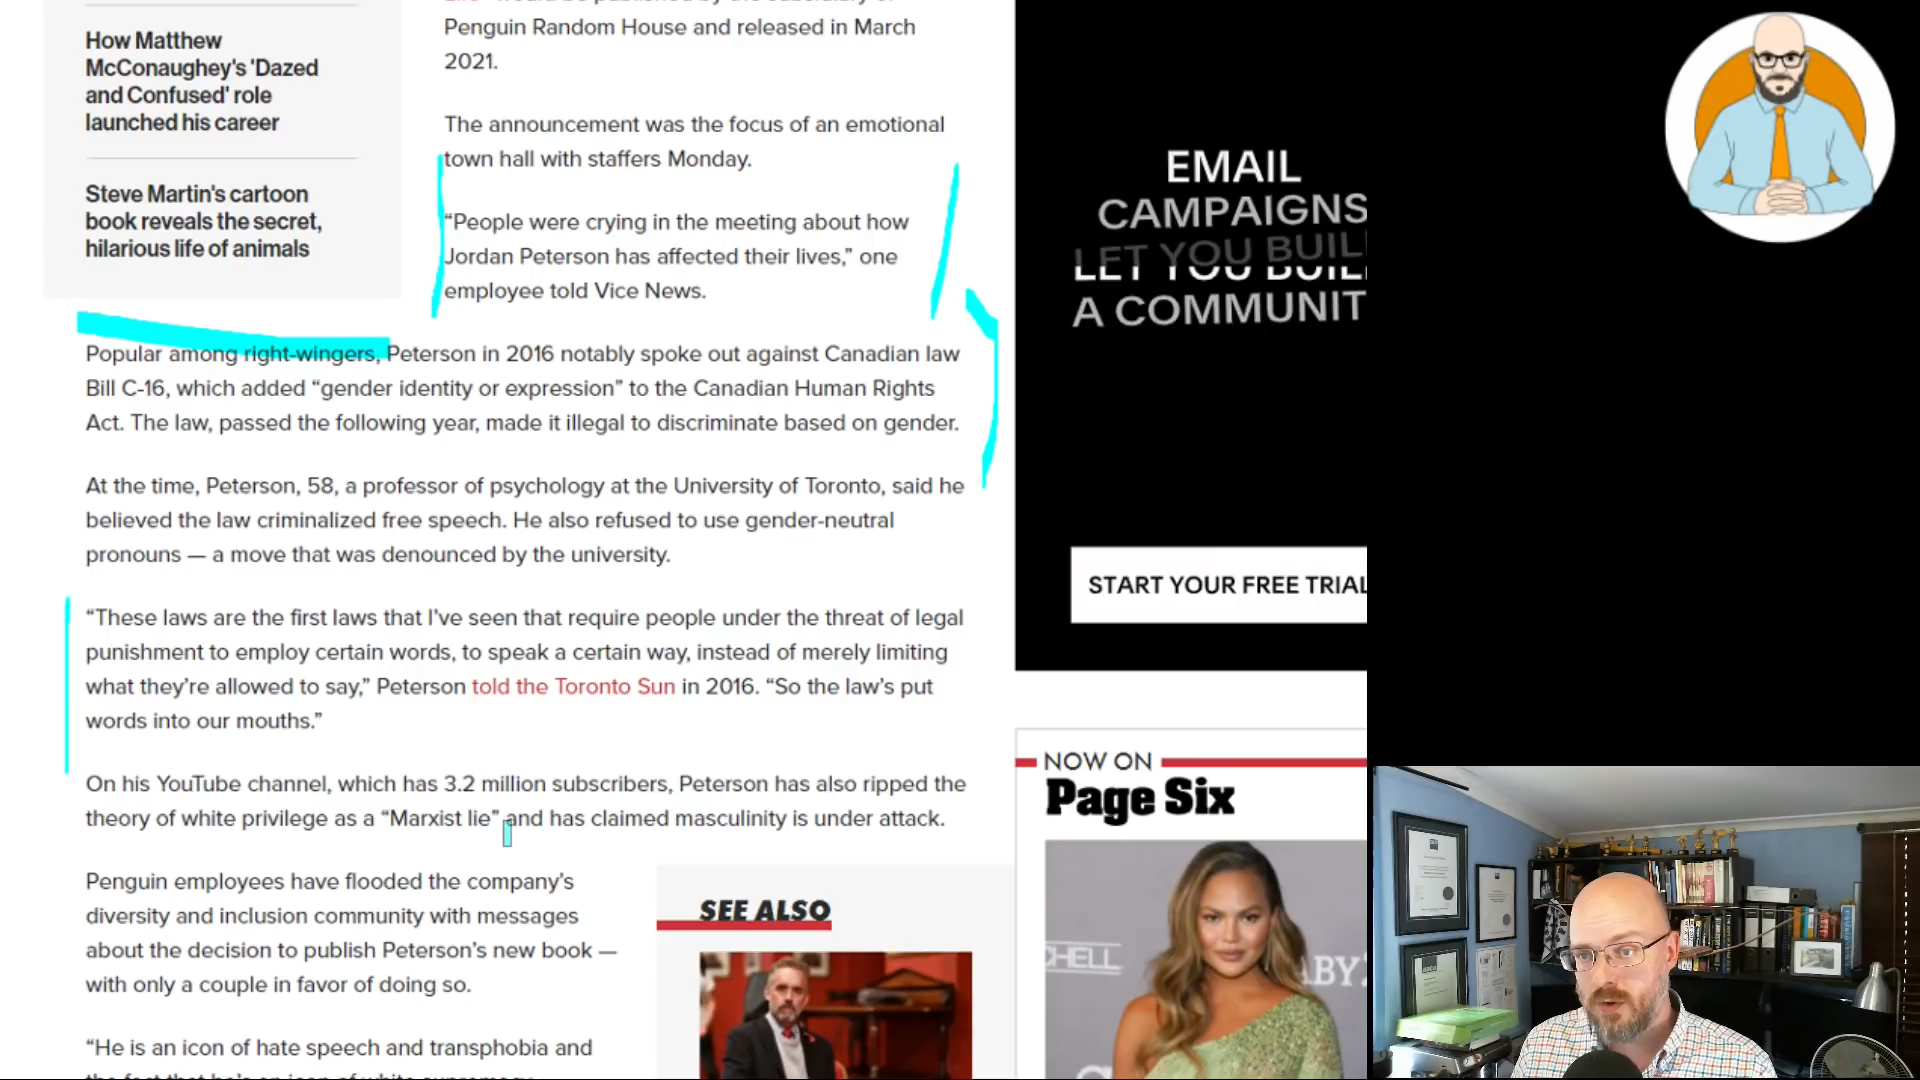 How Matthew
McConaughey's 'Dazed
and Confused' role
launched his career
Steve Martin's cartoon
book reveals the secret,
hilarious life of animals
Penguin Random House and released in March
2021.
The announcement was the focus of an emotional
town hall with staffers Monday.
“People were crying in the meeting about how
Jordan Peterson has affected their lives,” one
employee told Vice News.
Popular among right-wingers, Peterson in 2016 notably spoke out against Canadian law
Bill C-16, which added “gender identity or expression” to the Canadian Human Rights
Act. The law, passed the following year, made it illegal to discriminate based on gender.
At the time, Peterson, 58, a professor of psychology at the University of Toronto, said he
believed the law criminalized free speech. He also refused to use gender-neutral
pronouns — a move that was denounced by the university.
“These laws are the first laws that I’ve seen that require people under the threat of legal
punishment to employ certain words, to speak a certain way, instead of merely limiting
what they’re allowed to say,” Peterson told the Toronto Sun in 2016. “So the law’s put
words into our mouths.”
On his YouTube channel, which has 3.2 million subscribers, Peterson has also ripped the
theory of white privilege as a “Marxist lie” and has claimed masculinity is under attack.
Penguin employees have flooded the company’s
diversity and inclusion community with messages
about the decision to publish Peterson’s new book —
with only a couple in favor of doing so.
“He is an icon of hate speech and transphobia and
SEE ALSO
EMAIL
CAMPAIGNS
LET YOU BUIL
A COMMUNIT
START YOUR FREE TRIAL
NOW ON
Page Six